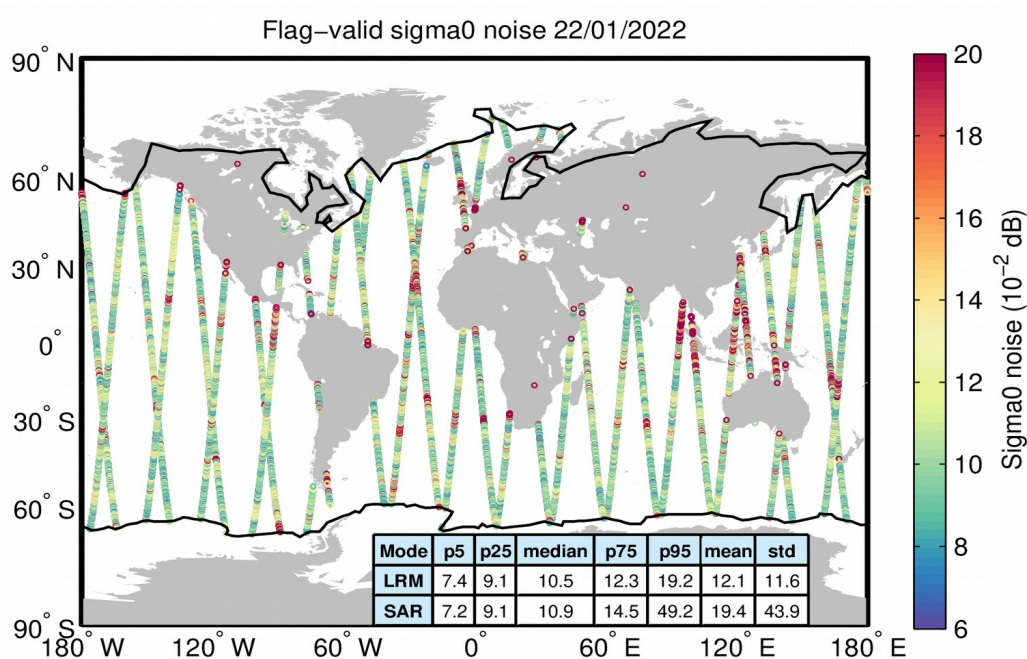 Flag−valid sigma0 noise 22/01/2022
90° N
60° N
30° N
0°
30° S
60° S
90° S
180° W
120° W
60° W
0°
60° E
120° E
180° E
Mode p5 p25 median p75 p95 mean std
LRM 7.4 9.1 10.5 12.3 19.2 12.1 11.6
SAR 7.2 9.1 10.9 14.5 49.2 19.4 43.9
20
18
16
14
12
10
8
6
Sigma0 noise (10⁻² dB)